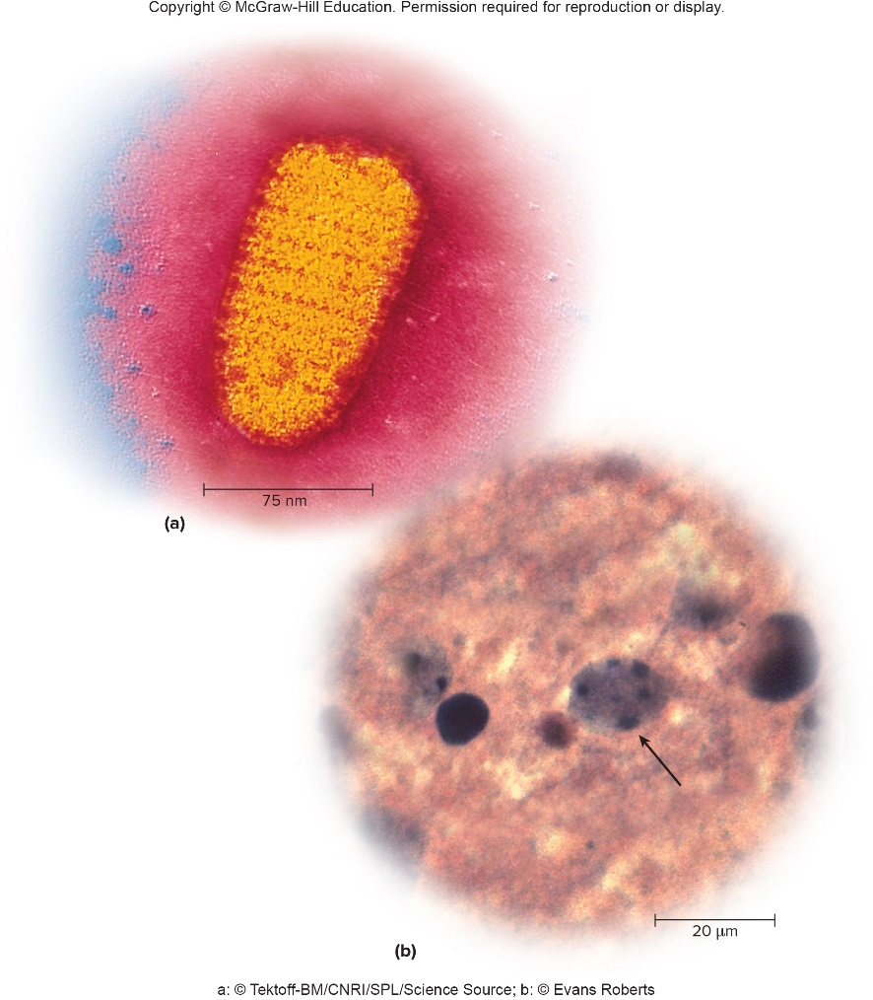 Copyright © McGraw-Hill Education. Permission required for reproduction or display.
75 nm
(a)
20 μm
(b)
a: © Tektoff-BM/CNRI/SPL/Science Source; b: © Evans Roberts